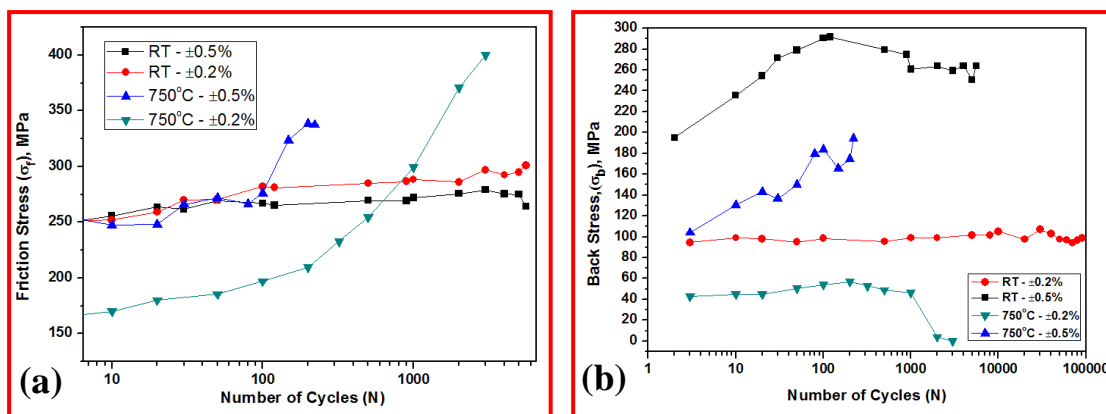 400
350
300
250
200
150
Friction Stress (σf), MPa
RT - ±0.5%
RT - ±0.2%
750°C - ±0.5%
750°C - ±0.2%
(a)
10 100 1000
Number of Cycles (N)
300
280
260
240
220
200
180
160
140
120
100
80
60
40
20
0
Back Stress,(σb), MPa
RT - ±0.2%
RT - ±0.5%
750°C - ±0.2%
750°C - ±0.5%
(b)
1 10 100 1000 10000 100000
Number of Cycles (N)